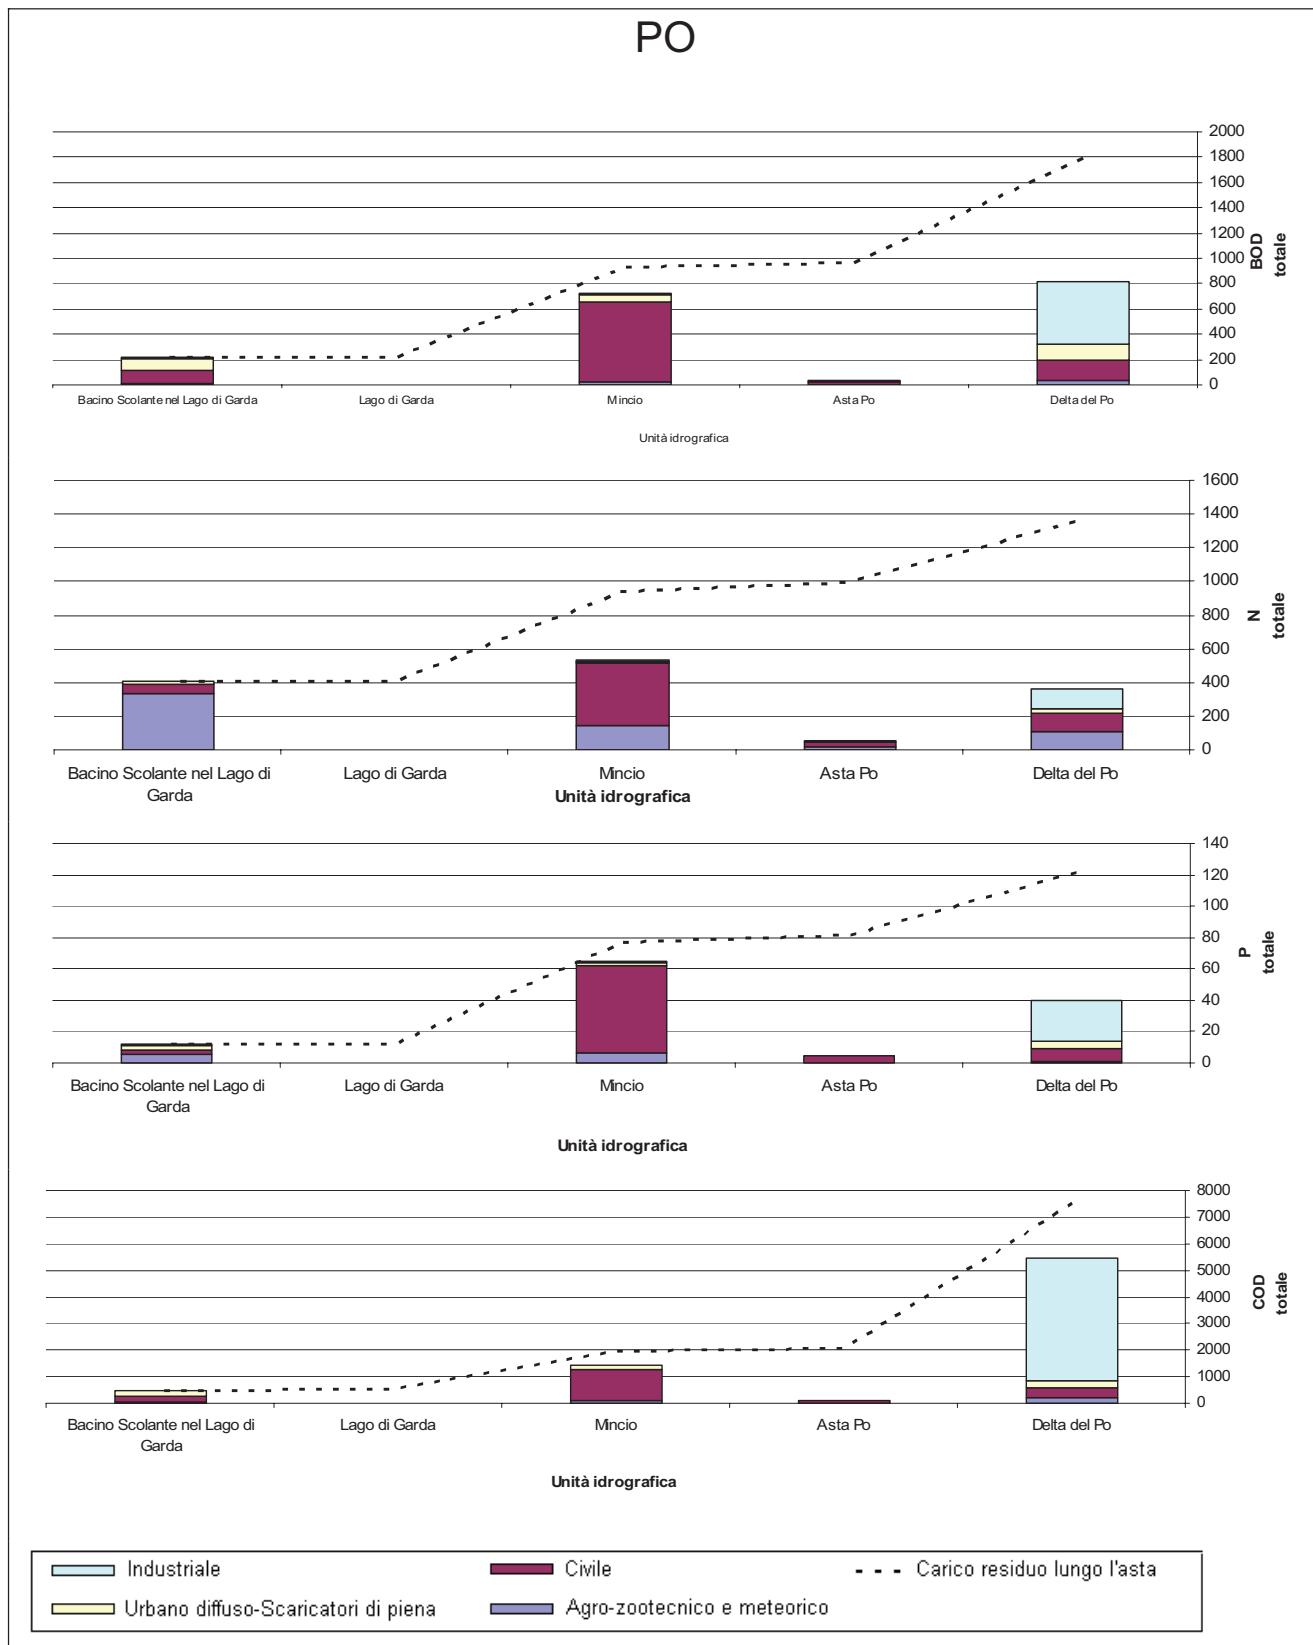 PO
2000
1800
1600
1400
1200
1000
800
600
400
200
0
BOD
totale
Bacino Scolante nel Lago di Garda Lago di Garda Mincio Asta Po Delta del Po
Unità idrografica
1600
1400
1200
1000
800
600
400
200
0
N
totale
Bacino Scolante nel Lago di Lago di Garda Mincio Asta Po Delta del Po
Garda
Unità idrografica
140
120
100
80
60
40
20
0
P
totale
Bacino Scolante nel Lago di Lago di Garda Mincio Asta Po Delta del Po
Garda
Unità idrografica
8000
7000
6000
5000
4000
3000
2000
1000
0
COD
totale
Bacino Scolante nel Lago di Lago di Garda Mincio Asta Po Delta del Po
Garda
Unità idrografica
Industriale Civile Carico residuo lungo l'asta
Urbano diffuso-Scaricatori di piena Agro-zootecnico e meteorico